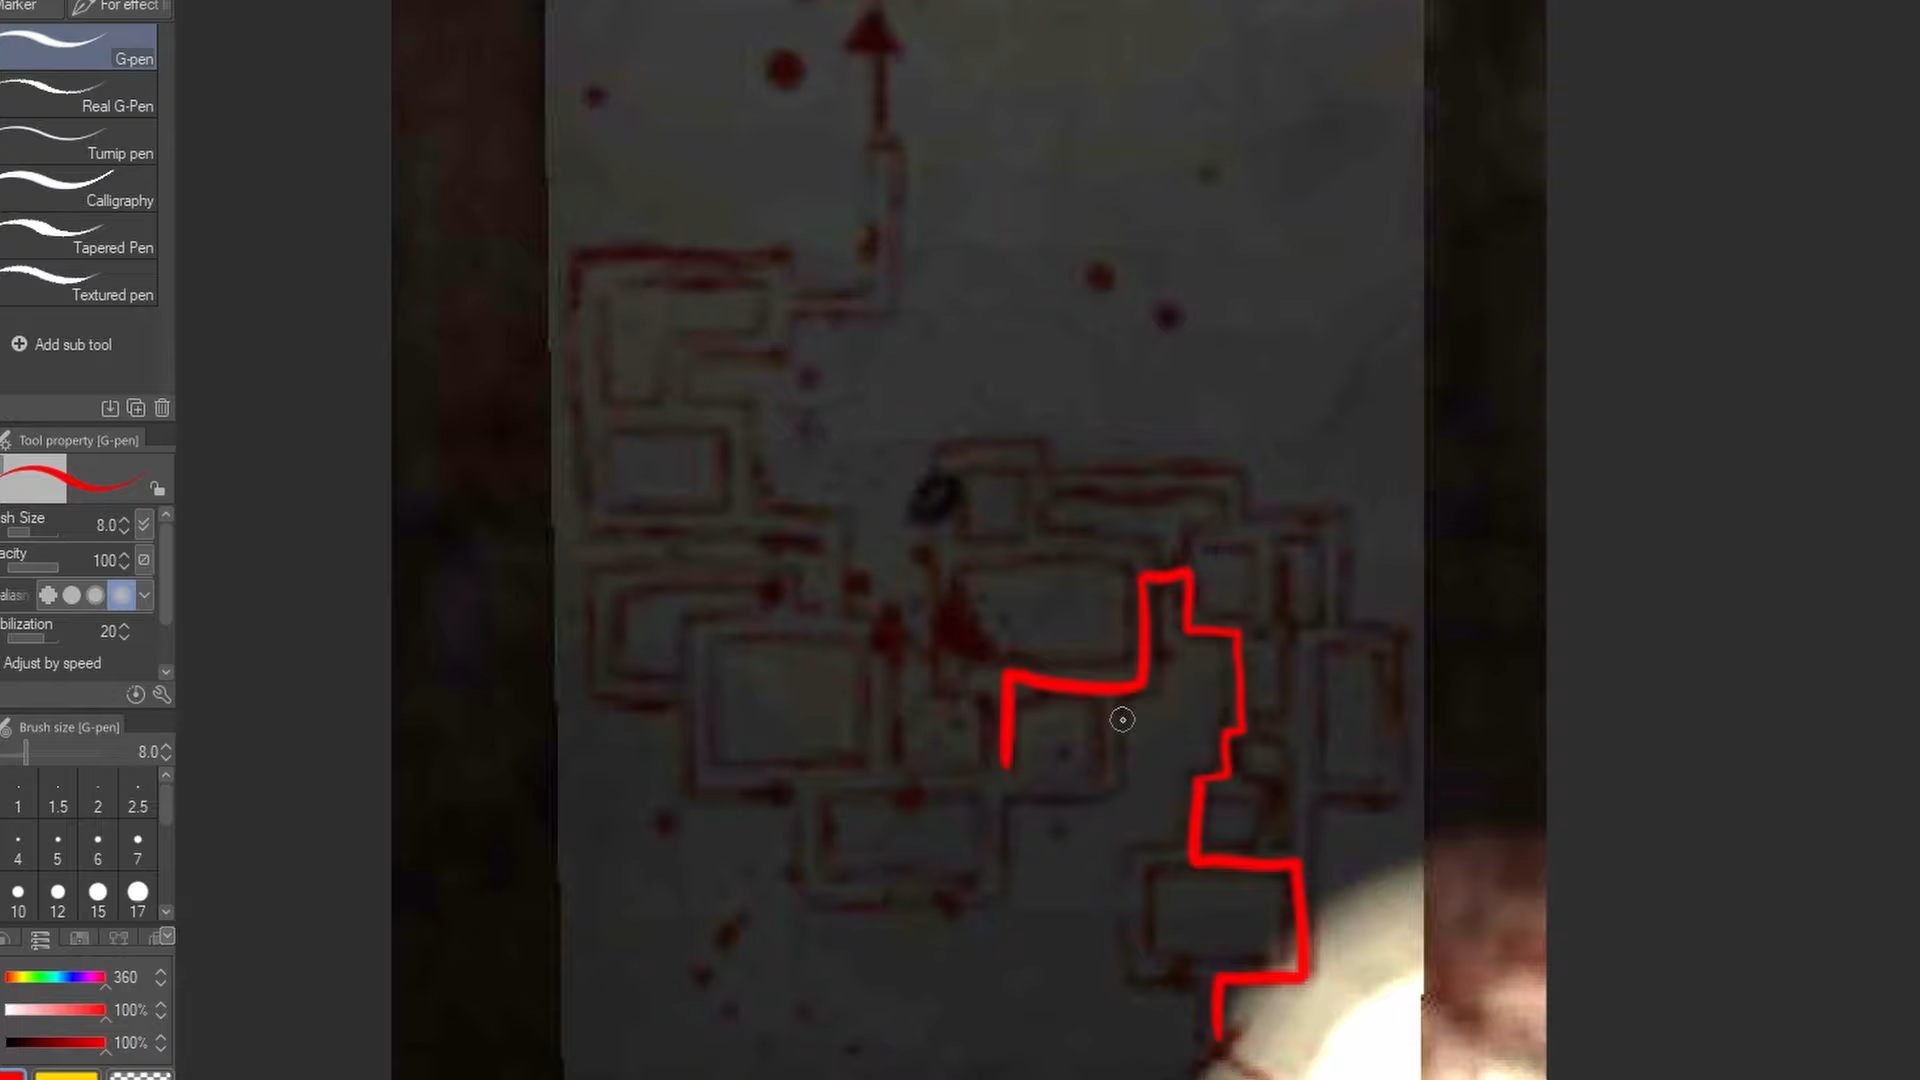 Marker For effect
G-pen
Real G-Pen
Turnip pen
Calligraphy
Tapered Pen
Textured pen
Add sub tool
Tool property [G-pen]
sh Size 8.0
acity 100
aliasin
bilization 20
Adjust by speed
Brush size [G-pen]
8.0
1 1.5 2 2.5
4 5 6 7
10 12 15 17
360
100%
100%